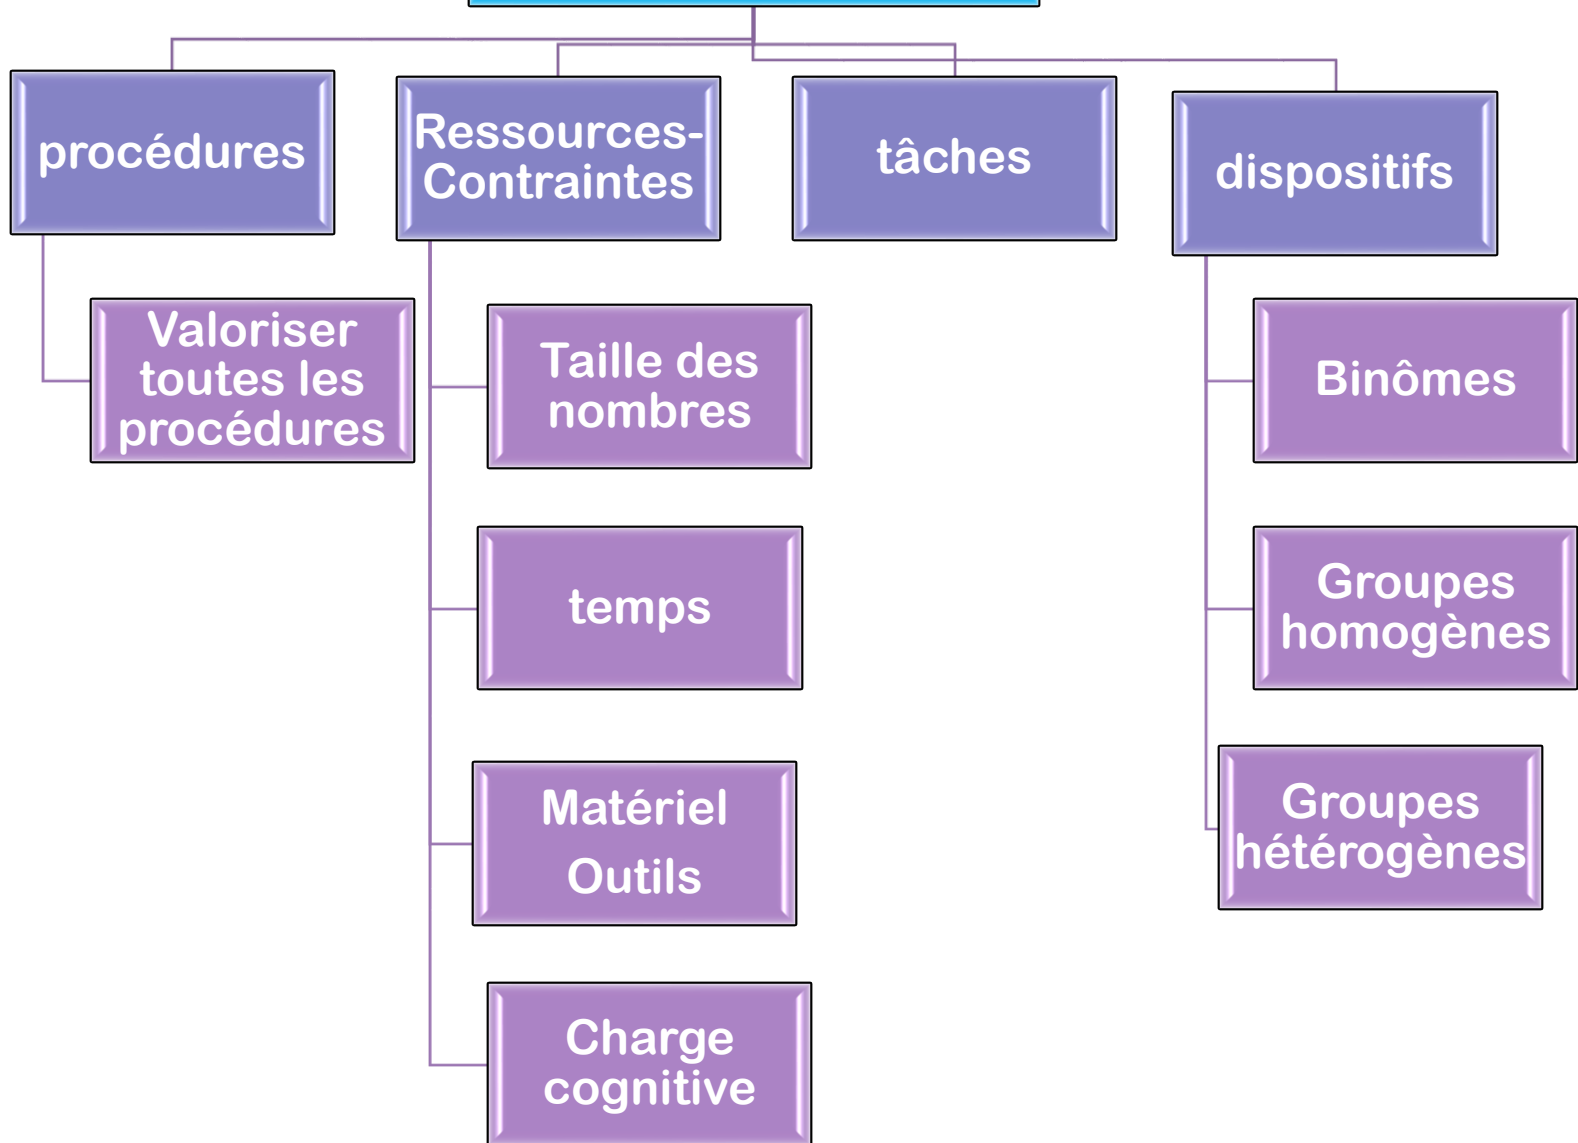 procédures
Ressources-
Contraintes
tâches
dispositifs
Valoriser
toutes les
procédures
Taille des
nombres
Binômes
temps
Groupes
homogènes
Matériel
Outils
Groupes
hétérogènes
Charge
cognitive